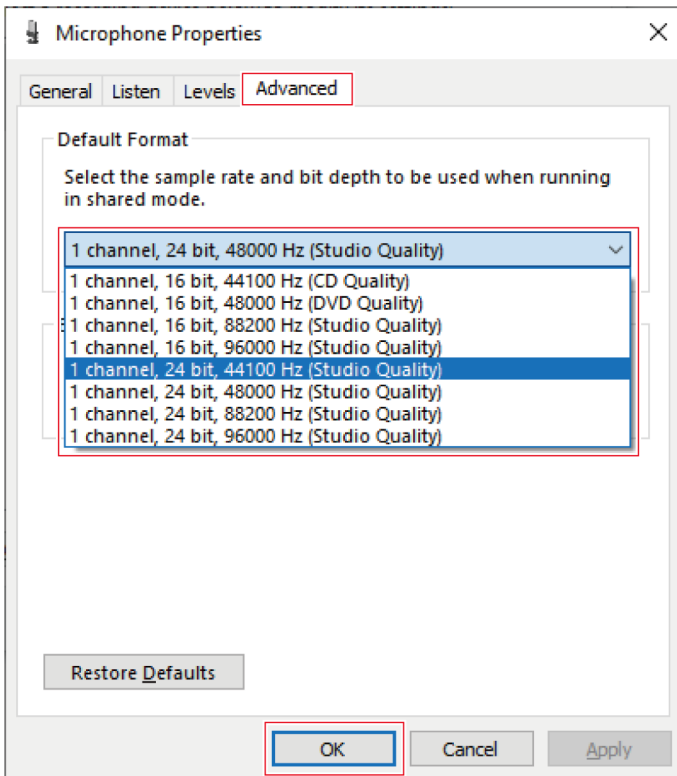 Microphone Properties
General Listen Levels Advanced
Default Format
Select the sample rate and bit depth to be used when running
in shared mode.
1 channel, 24 bit, 48000 Hz (Studio Quality)
1 channel, 16 bit, 44100 Hz (CD Quality)
1 channel, 16 bit, 48000 Hz (DVD Quality)
1 channel, 16 bit, 88200 Hz (Studio Quality)
1 channel, 16 bit, 96000 Hz (Studio Quality)
1 channel, 24 bit, 44100 Hz (Studio Quality)
1 channel, 24 bit, 48000 Hz (Studio Quality)
1 channel, 24 bit, 88200 Hz (Studio Quality)
1 channel, 24 bit, 96000 Hz (Studio Quality)
Restore Defaults
OK Cancel Apply